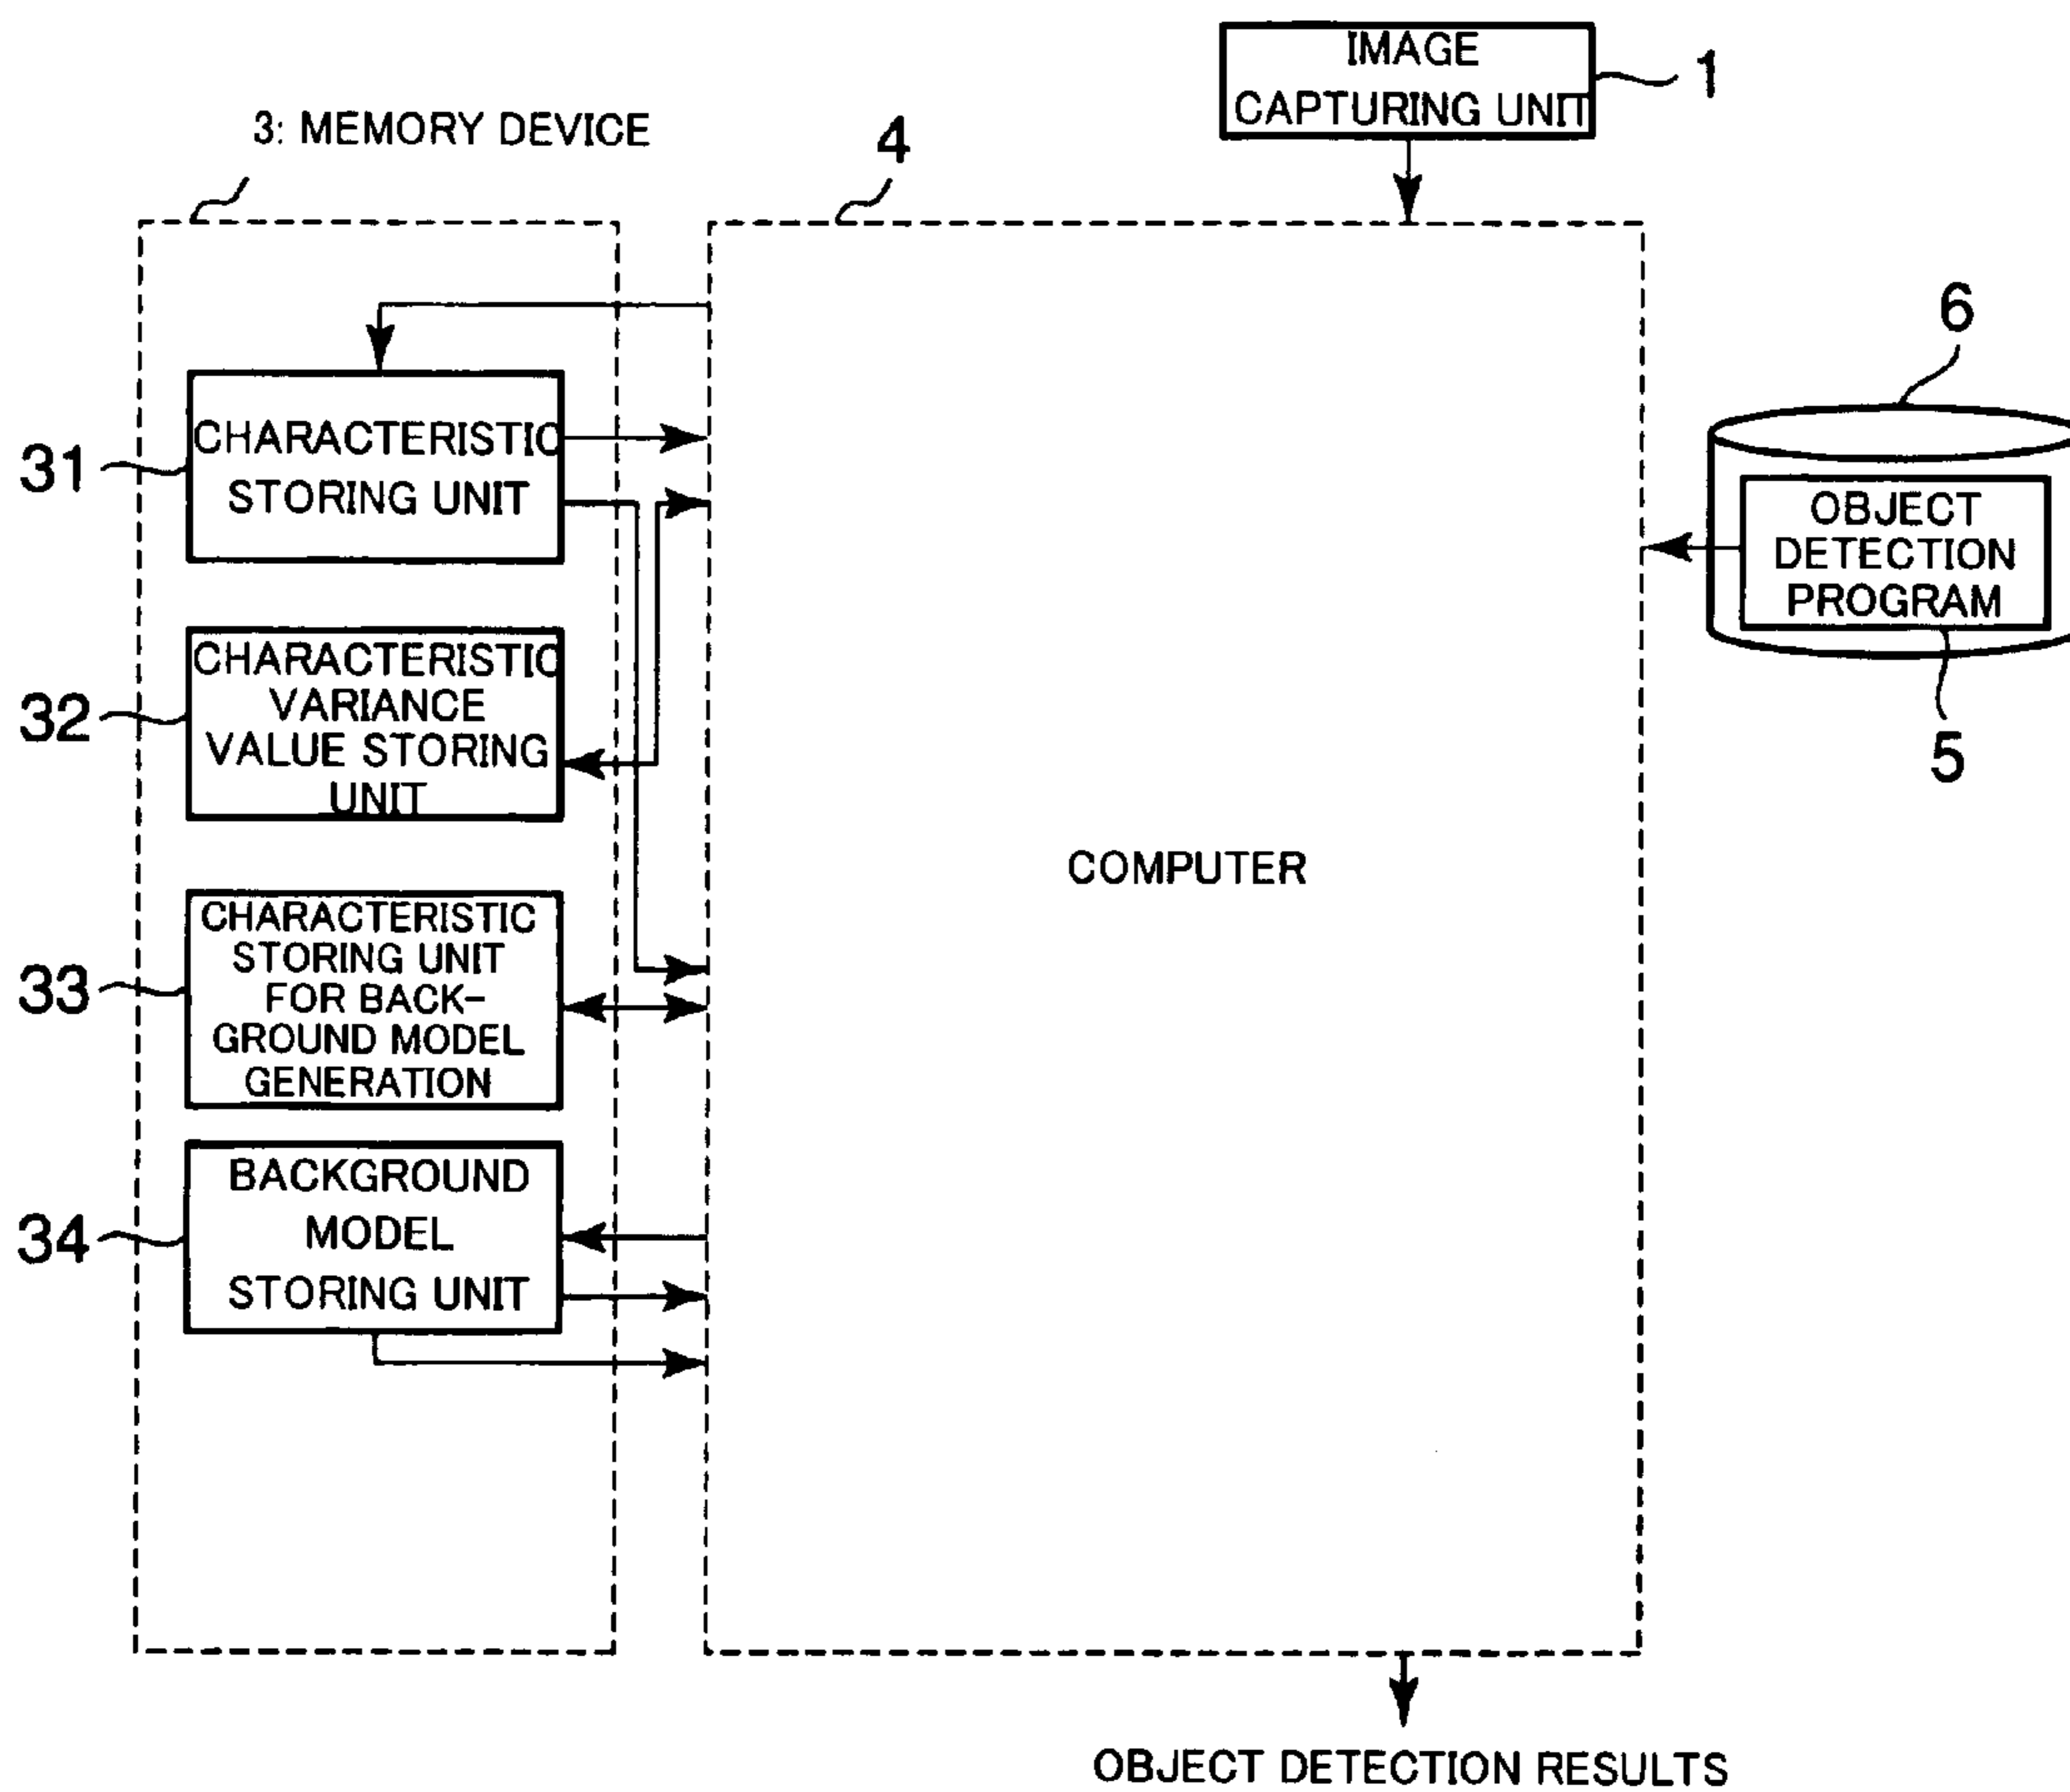 IMAGE
CAPTURING UNIT
1
3: MEMORY DEVICE
4
6
31
CHARACTERISTIC
STORING UNIT
OBJECT
DETECTION
PROGRAM
5
32
CHARACTERISTIC
VARIANCE
VALUE STORING
UNIT
COMPUTER
33
CHARACTERISTIC
STORING UNIT
FOR BACK-
GROUND MODEL
GENERATION
34
BACKGROUND
MODEL
STORING UNIT
OBJECT DETECTION RESULTS